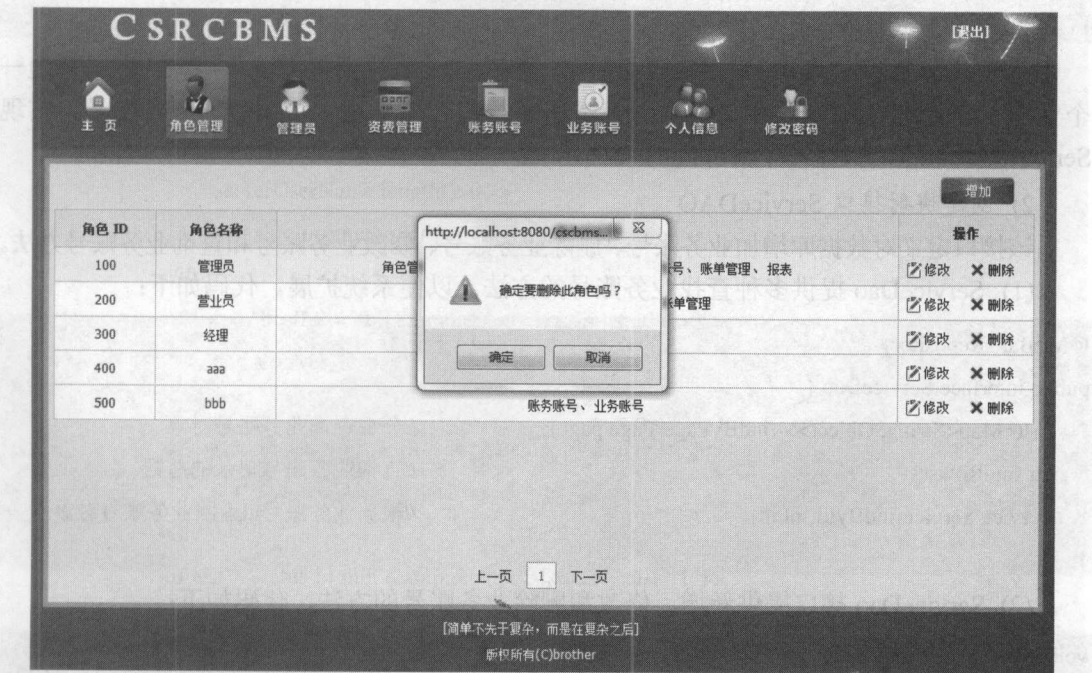 CSRCBMS
[退出]
主 页
角色管理
管理员
资费管理
账务账号
业务账号
个人信息
修改密码
增加
角色 ID 角色名称 操作
100 管理员 角色管 号、账单管理、报表 修改 删除
200 营业员 账单管理 修改 删除
300 经理 修改 删除
400 aaa 修改 删除
500 bbb 账务账号、业务账号 修改 删除
http://localhost:8080/
确定要删除此角色吗？
确定 取消
上一页 1 下一页
[简单不先于复杂，而是在复杂之后]
版权所有(C)brother